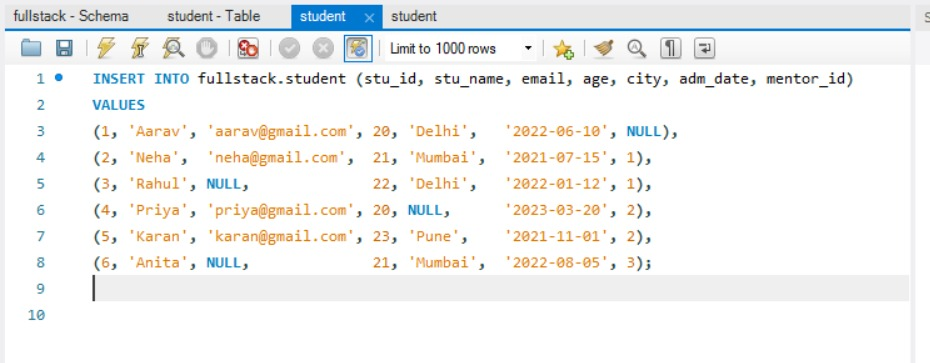 fullstack - Schema student - Table student student
Limit to 1000 rows
1 INSERT INTO fullstack.student (stu_id, stu_name, email, age, city, adm_date, mentor_id)
2 VALUES
3 (1, 'Aarav', 'aarav@gmail.com', 20, 'Delhi', '2022-06-10', NULL),
4 (2, 'Neha', 'neha@gmail.com', 21, 'Mumbai', '2021-07-15', 1),
5 (3, 'Rahul', NULL, 22, 'Delhi', '2022-01-12', 1),
6 (4, 'Priya', 'priya@gmail.com', 20, NULL, '2023-03-20', 2),
7 (5, 'Karan', 'karan@gmail.com', 23, 'Pune', '2021-11-01', 2),
8 (6, 'Anita', NULL, 21, 'Mumbai', '2022-08-05', 3);
9
10